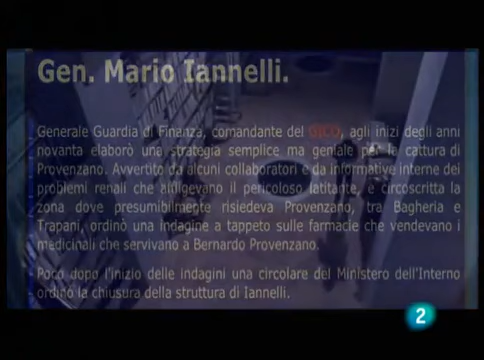 Gen. Mario Iannelli.
Generale Guardia di Finanza, comandante del GICO, agli inizi degli anni
novanta elaborò una strategia semplice ma geniale per la cattura di
Provenzano. Avvertito da alcuni collaboratori e da informative interne dei
problemi renali che affligevano il pericoloso latitante, e circoscritta la
zona dove presumibilmente risiedeva Provenzano, tra Bagheria e
Trapani, ordinò una indagine a tappeto sulle farmacie che vendevano i
medicinali che servivano a Bernardo Provenzano.
Poco dopo l'inizio delle indagini una circolare del Ministero dell'Interno
ordinò la chiusura della struttura di Iannelli.
2